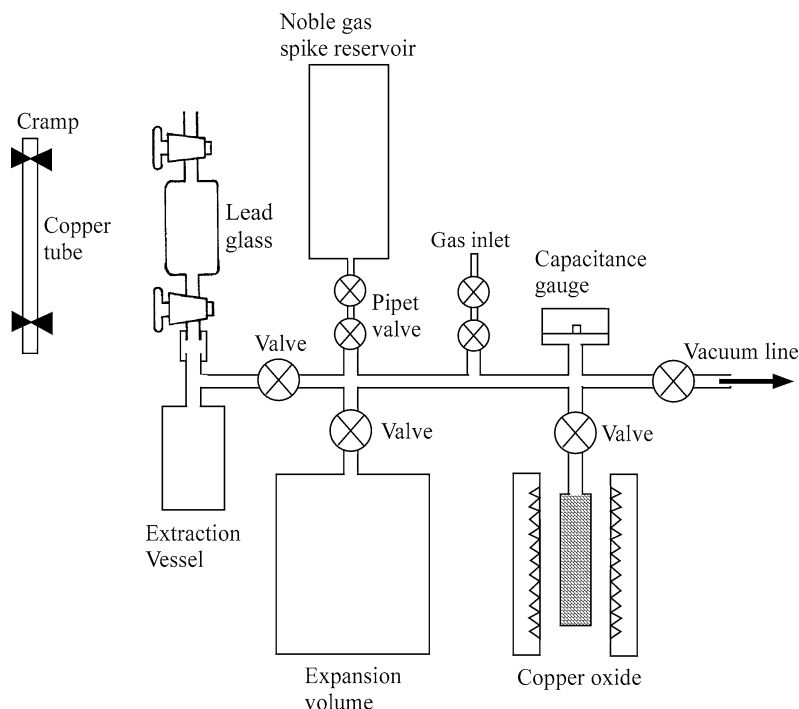 Noble gas
spike reservoir
Cramp
Copper
tube
Lead
glass
Gas inlet
Capacitance
gauge
Pipet
valve
Valve
Vacuum line
Valve
Valve
Extraction
Vessel
Expansion
volume
Copper oxide